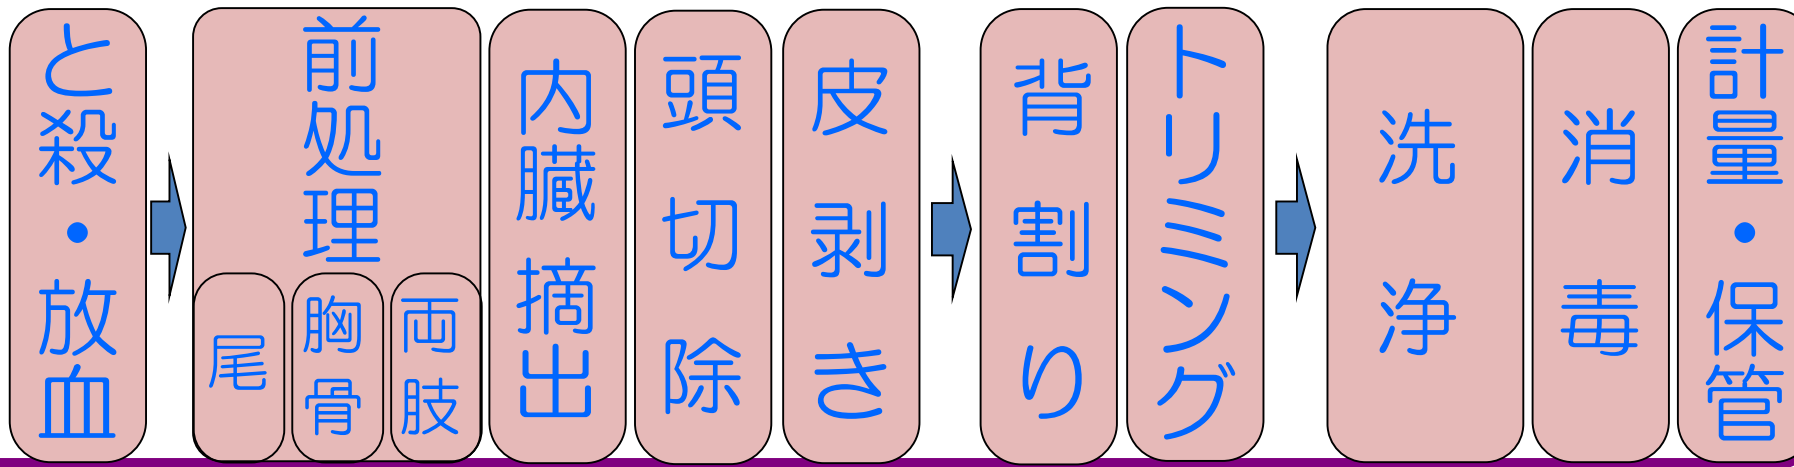 と殺・放血
前処理
尾
胸骨
両肢
内臓摘出
頭切除
皮剥き
背割り
トリミング
洗浄
消毒
計量・保管